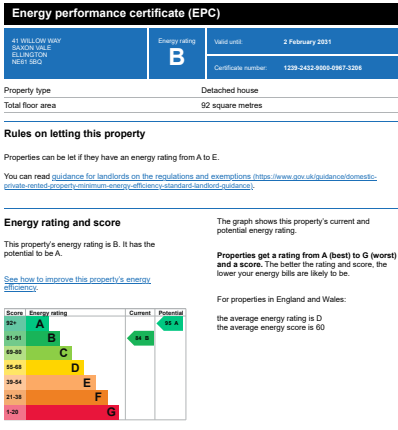 Energy performance certificate (EPC)
41 WILLOW WAY
SAXON VALE
ELLINGTON
NE61 5BQ
Energy rating
B
Valid until:
2 February 2031
Certificate number:
1239-2432-9000-0967-3206
Property type
Detached house
Total floor area
92 square metres
Rules on letting this property
Properties can be let if they have an energy rating from A to E.
You can read guidance for landlords on the regulations and exemptions (https://www.gov.uk/guidance/domestic-
private-rented-property-minimum-energy-efficiency-standard-landlord-guidance).
Energy rating and score
This property's energy rating is B. It has the
potential to be A.
See how to improve this property's energy
efficiency.
Score Energy rating Current Potential
92+ A 95 A
81-91 B 84 B
69-80 C
55-68 D
39-54 E
21-38 F
1-20 G
The graph shows this property's current and
potential energy rating.
Properties get a rating from A (best) to G (worst)
and a score. The better the rating and score, the
lower your energy bills are likely to be.
For properties in England and Wales:
the average energy rating is D
the average energy score is 60